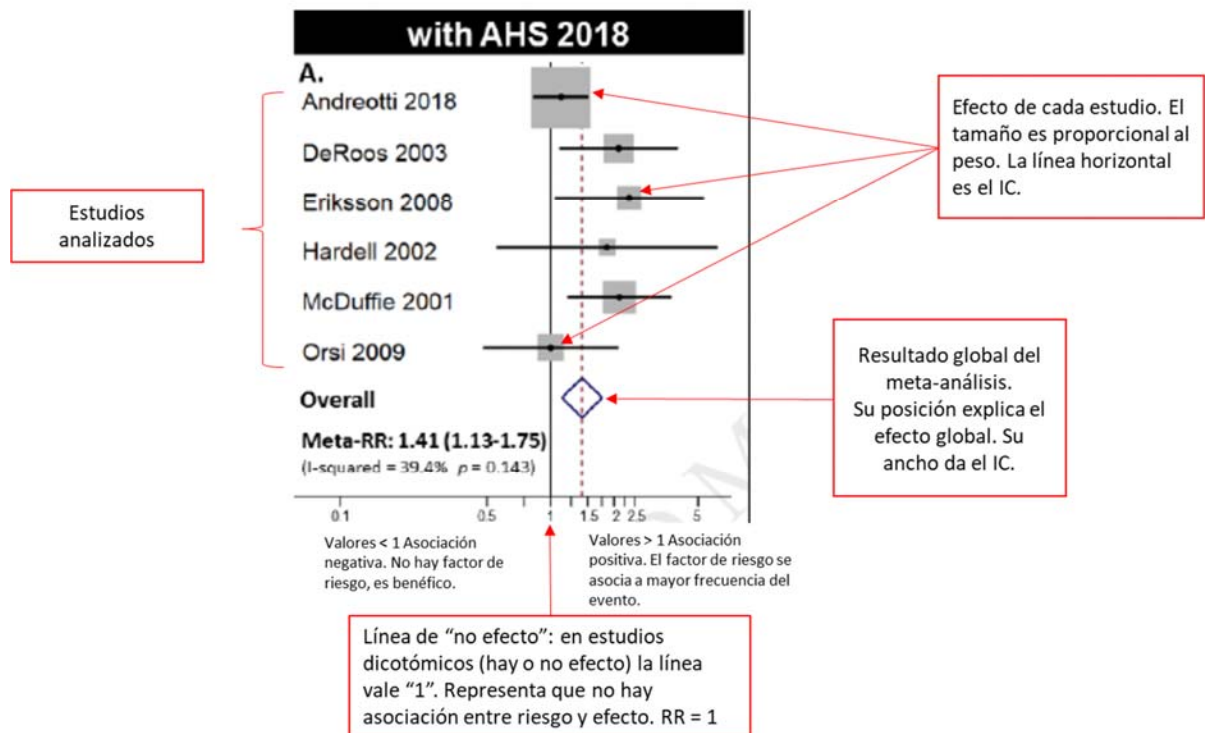 with AHS 2018
A.
Andreotti 2018
DeRoos 2003
Eriksson 2008
Hardell 2002
McDuffie 2001
Orsi 2009
Overall
Meta-RR: 1.41 (1.13-1.75)
(I-squared = 39.4% p = 0.143)
0.1 0.5 1 1.5 2 2.5 5
Estudios
analizados
Efecto de cada estudio. El
tamaño es proporcional al
peso. La línea horizontal
es el IC.
Resultado global del
meta-análisis.
Su posición explica el
efecto global. Su
ancho da el IC.
Valores < 1 Asociación
negativa. No hay factor de
riesgo, es benéfico.
Valores > 1 Asociación
positiva. El factor de riesgo se
asocia a mayor frecuencia del
evento.
Línea de “no efecto”: en estudios
dicotómicos (hay o no efecto) la línea
vale “1”. Representa que no hay
asociación entre riesgo y efecto. RR = 1